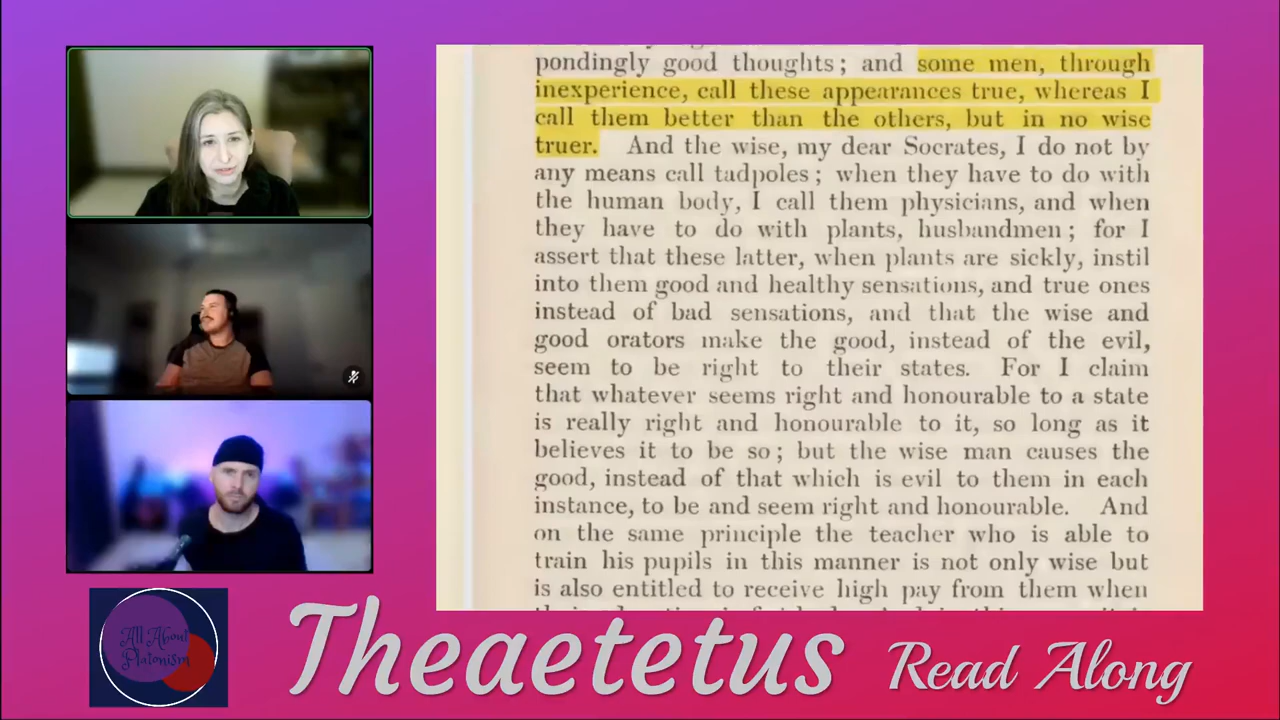 pondingly good thoughts; and some men, through
inexperience, call these appearances true, whereas I
call them better than the others, but in no wise
truer. And the wise, my dear Socrates, I do not by
any means call tadpoles; when they have to do with
the human body, I call them physicians, and when
they have to do with plants, husbandmen; for I
assert that these latter, when plants are sickly, instil
into them good and healthy sensations, and true ones
instead of bad sensations, and that the wise and
good orators make the good, instead of the evil,
seem to be right to their states. For I claim
that whatever seems right and honourable to a state
is really right and honourable to it, so long as it
believes it to be so; but the wise man causes the
good, instead of that which is evil to them in each
instance, to be and seem right and honourable. And
on the same principle the teacher who is able to
train his pupils in this manner is not only wise but
is also entitled to receive high pay from them when
All About
Platonism
Theaetetus Read Along